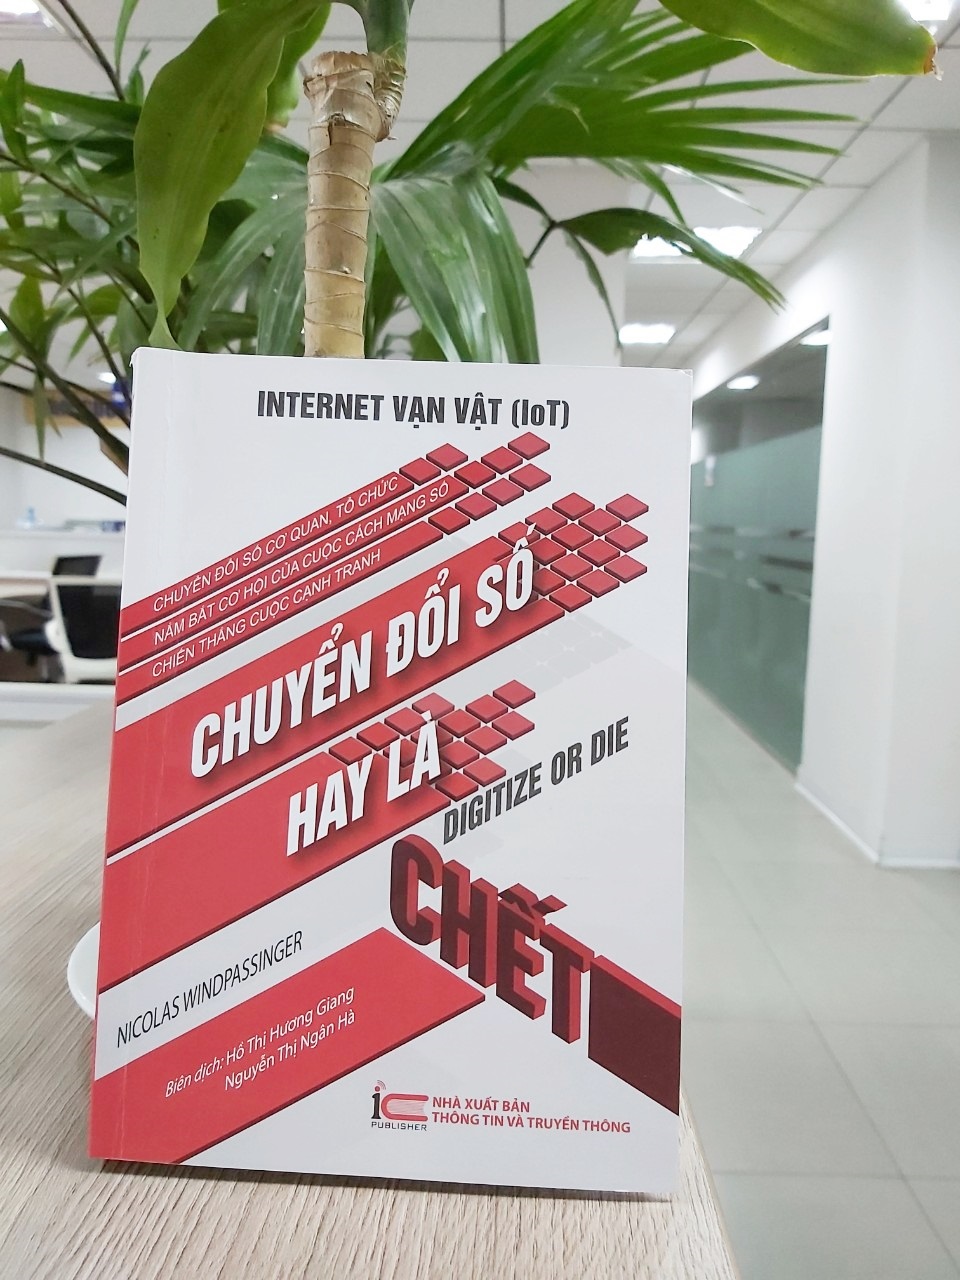 INTERNET VẠN VẬT (IoT)
CHUYỂN ĐỔI SỐ CƠ QUAN, TỔ CHỨC
NẮM BẮT CƠ HỘI CỦA CUỘC CÁCH MẠNG SỐ
CHIẾN THẮNG CUỘC CẠNH TRANH
CHUYỂN ĐỔI SỐ
HAY LÀ
DIGITIZE OR DIE
CHẾT
NICOLAS WINDPASSINGER
Biên dịch: Hồ Thị Hương Giang
Nguyễn Thị Ngân Hà
iC
PUBLISHER
NHÀ XUẤT BẢN
THÔNG TIN VÀ TRUYỀN THÔNG